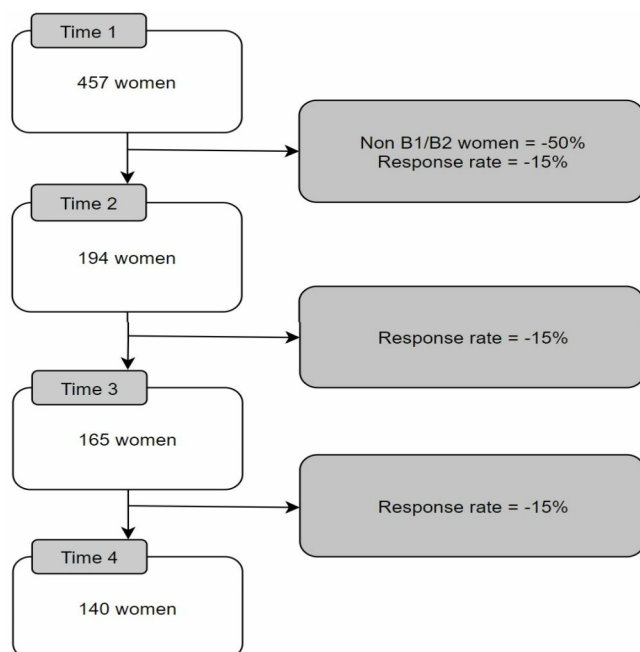 Time 1
457 women
Non B1/B2 women = -50%
Response rate = -15%
Time 2
194 women
Response rate = -15%
Time 3
165 women
Response rate = -15%
Time 4
140 women